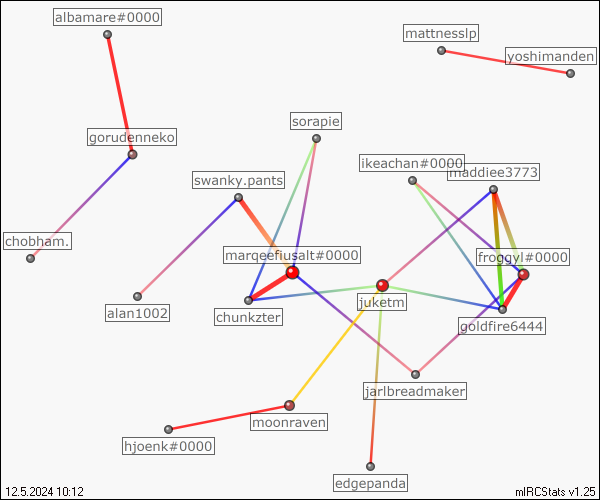 albamare#0000
mattnesslp
yoshimanden
sorapie
gorudenneko
ikeachan#0000
maddiee3773
swanky.pants
chobham.
marqeefiusalt#0000
froggyl#0000
juketm
alan1002
chunkzter
goldfire6444
jarlbreadmaker
moonraven
hjoenk#0000
edgepanda
12.5.2024 10:12
mIRCStats v1.25